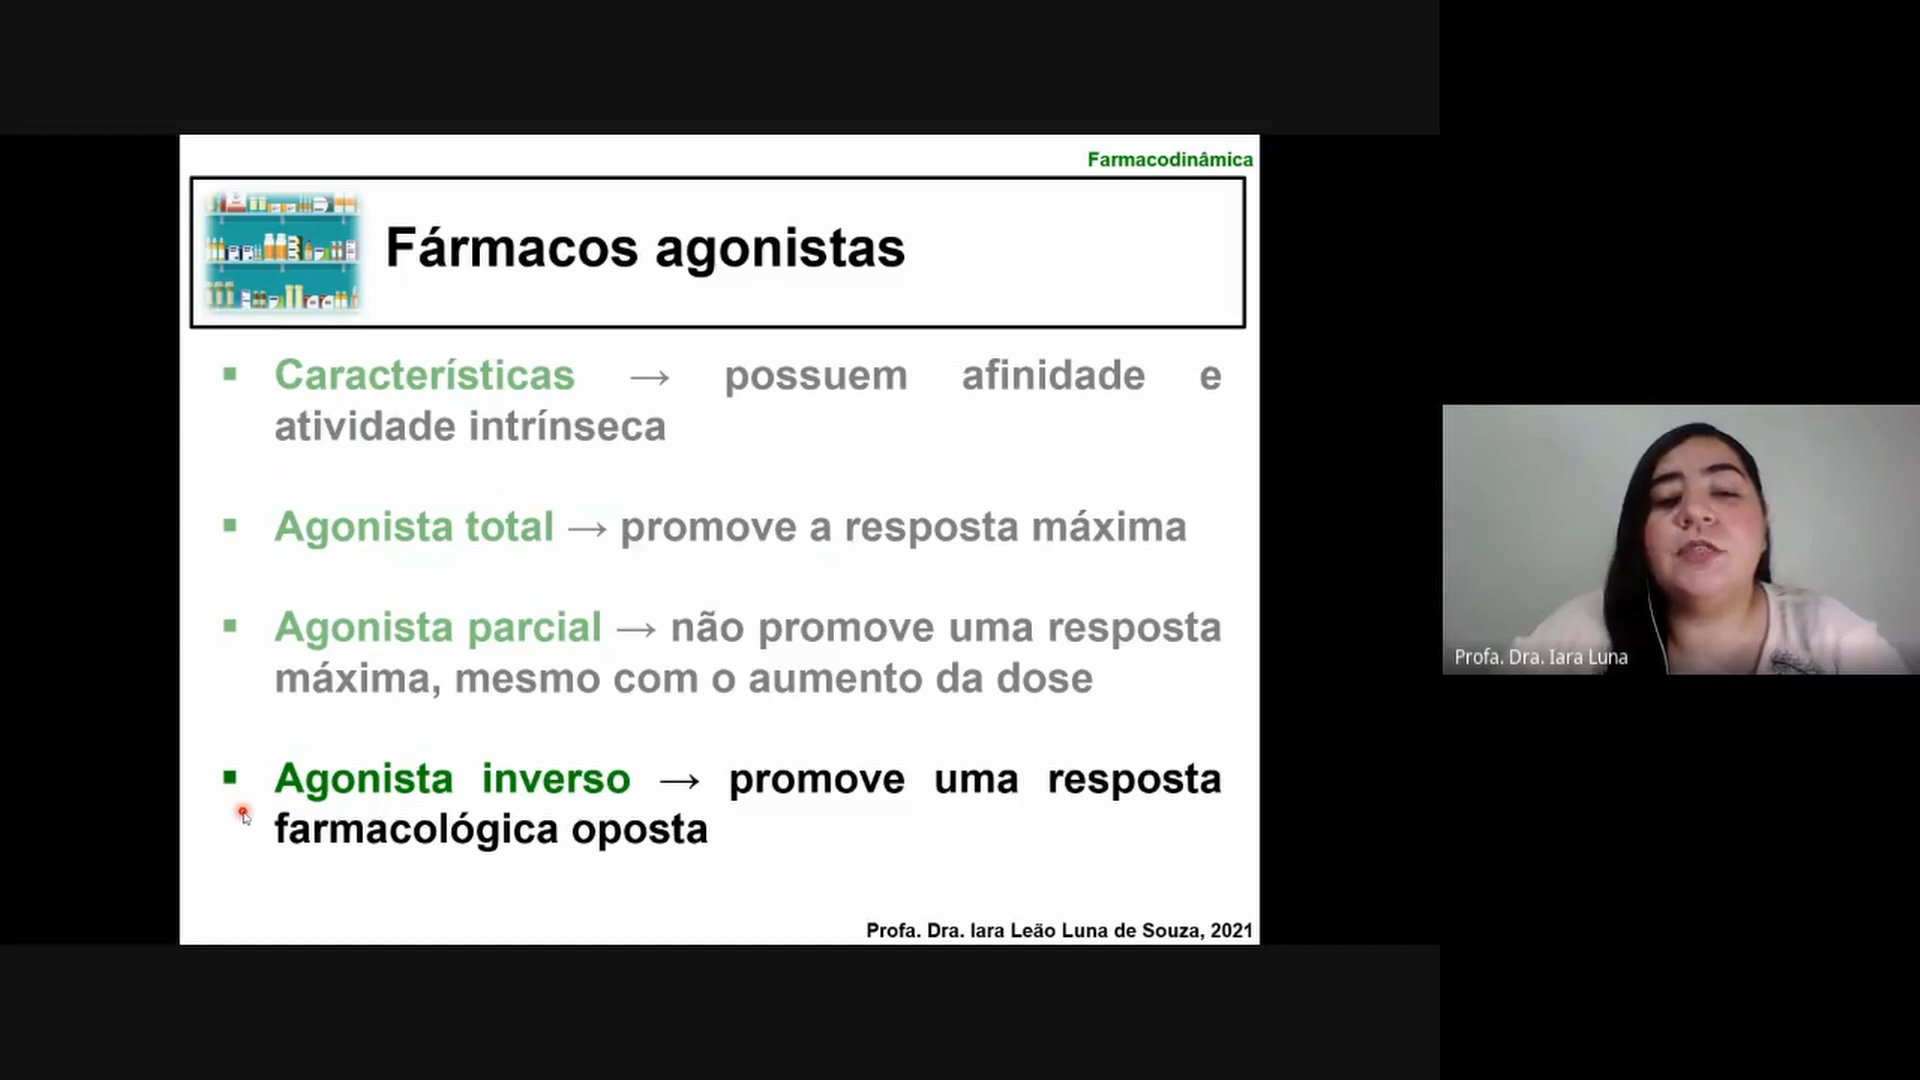 Farmacodinâmica
Fármacos agonistas
▪ Características → possuem afinidade e
atividade intrínseca
▪ Agonista total → promove a resposta máxima
▪ Agonista parcial → não promove uma resposta
máxima, mesmo com o aumento da dose
▪ Agonista inverso → promove uma resposta
farmacológica oposta
Profa. Dra. Iara Leão Luna de Souza, 2021
Profa. Dra. Iara Luna